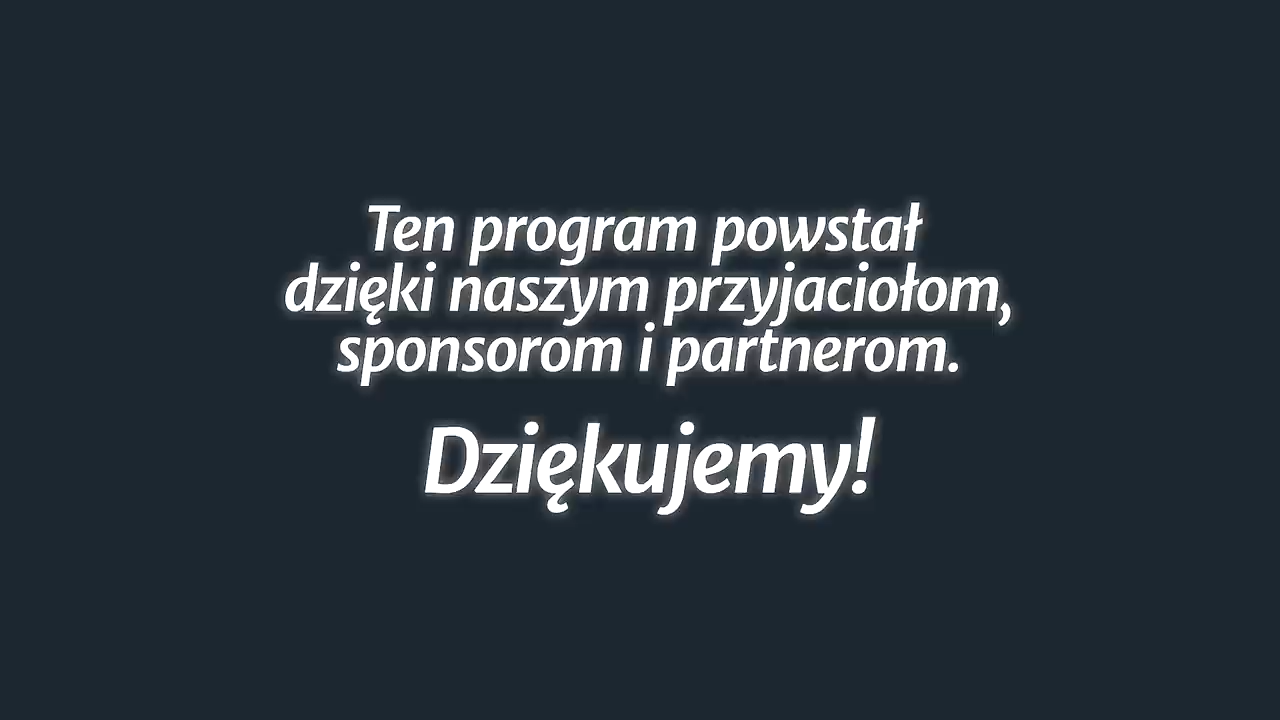 Ten program powstał
dzięki naszym przyjaciołom,
sponsorom i partnerom.
Dziękujemy!